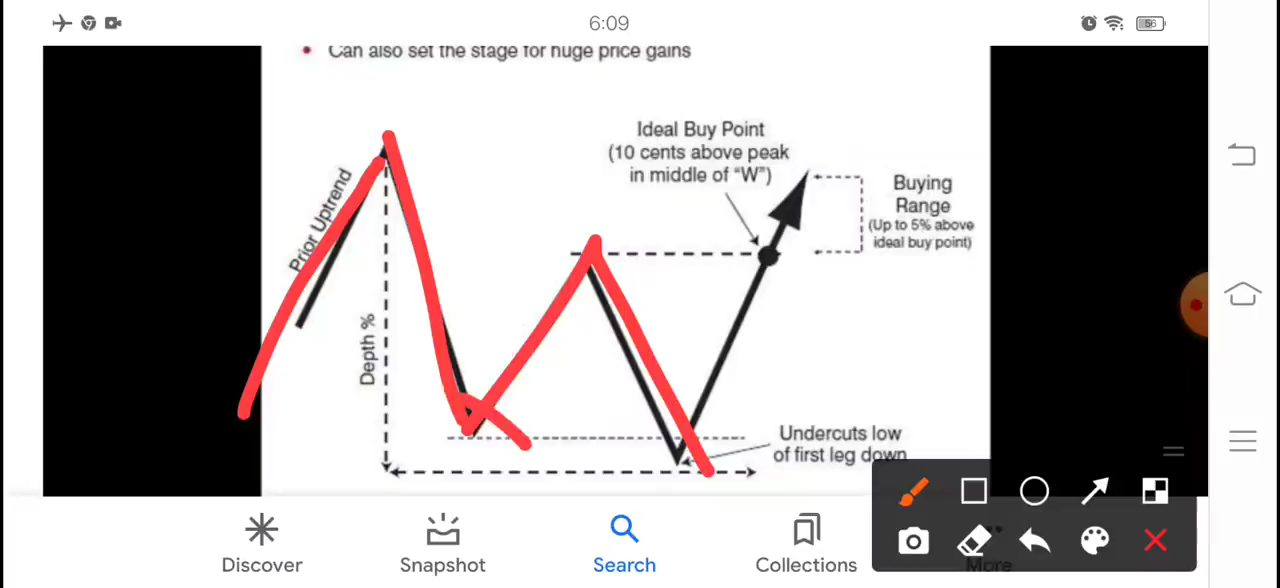 6:09
56
• Can also set the stage for huge price gains
Ideal Buy Point
(10 cents above peak
in middle of "W")
Buying
Range
(Up to 5% above
ideal buy point)
Prior Uptrend
Depth %
Undercuts low
of first leg down
Discover
Snapshot
Search
Collections
More